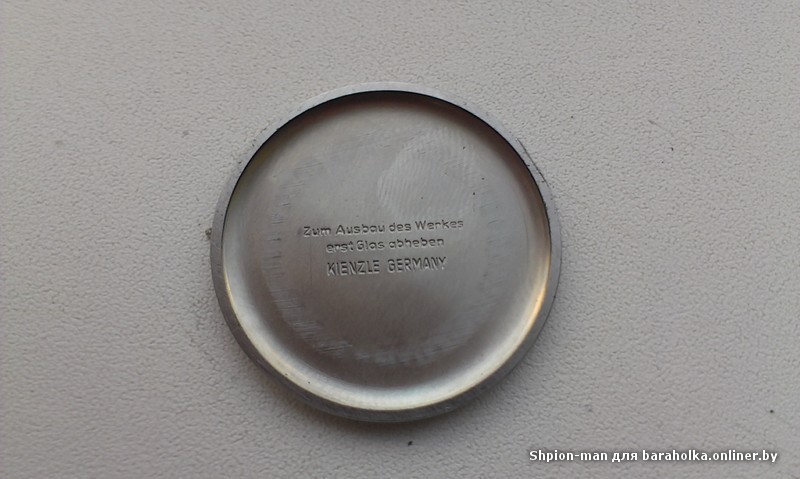 Zum Ausbau des Werkes
erst Glas abheben
KIENZLE GERMANY
Shpion-man для baraholka.onliner.by